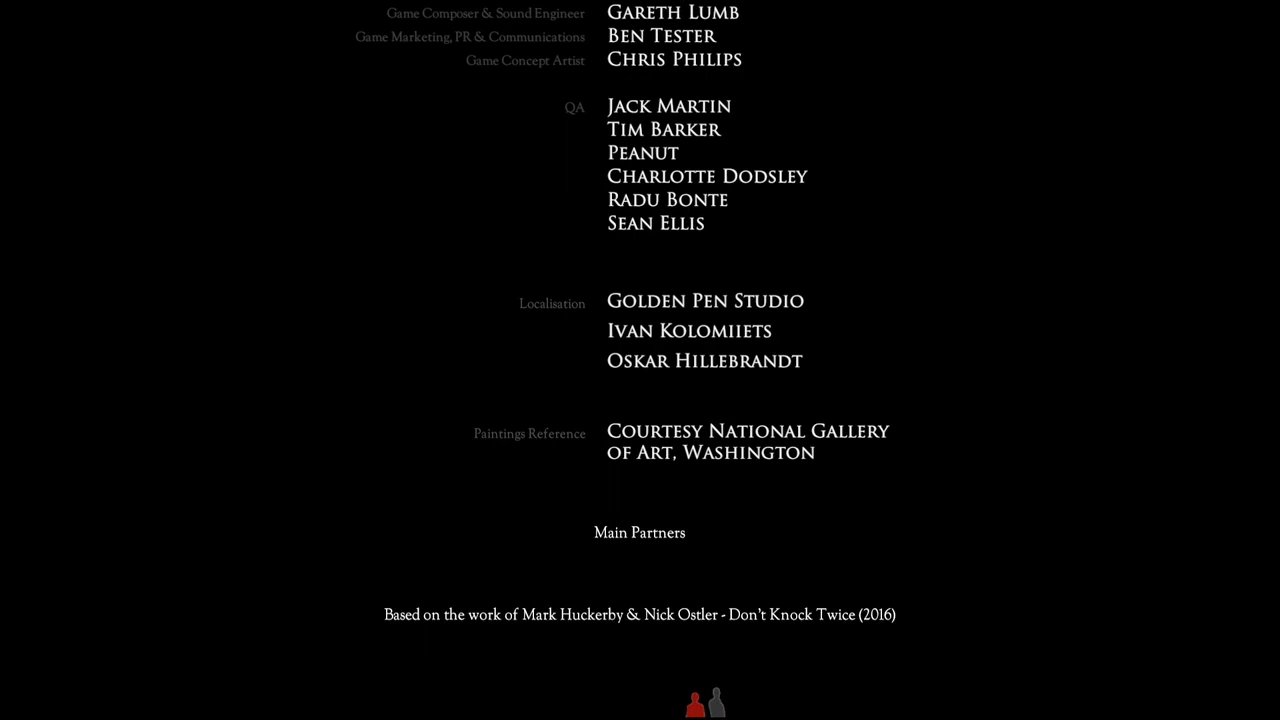 Game Composer & Sound Engineer GARETH LUMB
Game Marketing, PR & Communications BEN TESTER
Game Concept Artist CHRIS PHILIPS
QA JACK MARTIN
TIM BARKER
PEANUT
CHARLOTTE DODSLEY
RADU BONTE
SEAN ELLIS
Localisation GOLDEN PEN STUDIO
IVAN KOLOMIIETS
OSKAR HILLEBRANDT
Paintings Reference COURTESY NATIONAL GALLERY
OF ART, WASHINGTON
Main Partners
Based on the work of Mark Huckerby & Nick Ostler - Don't Knock Twice (2016)